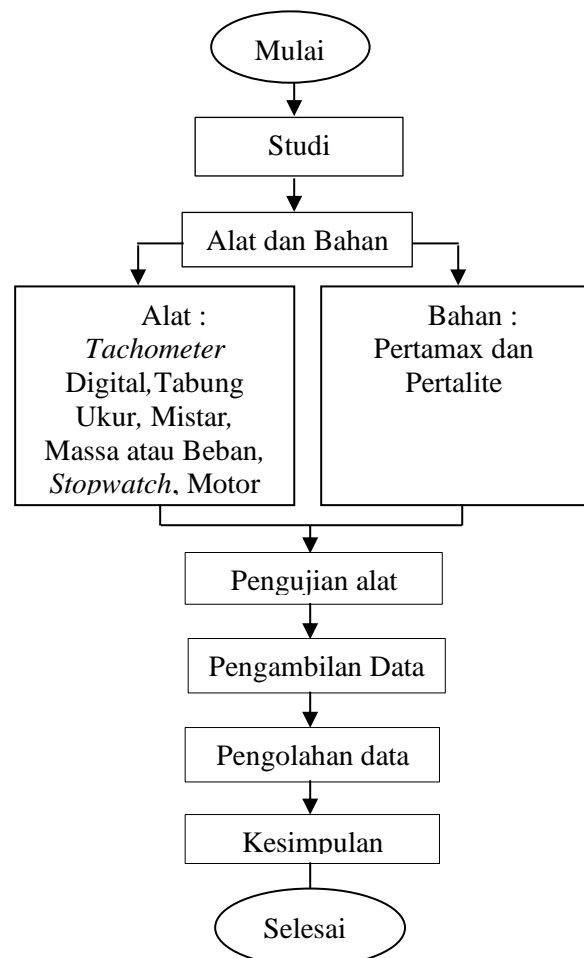 Mulai
Studi
Alat dan Bahan
Alat :
Tachometer
Digital,Tabung
Ukur, Mistar,
Massa atau Beban,
Stopwatch, Motor
Bahan :
Pertamax dan
Pertalite
Pengujian alat
Pengambilan Data
Pengolahan data
Kesimpulan
Selesai